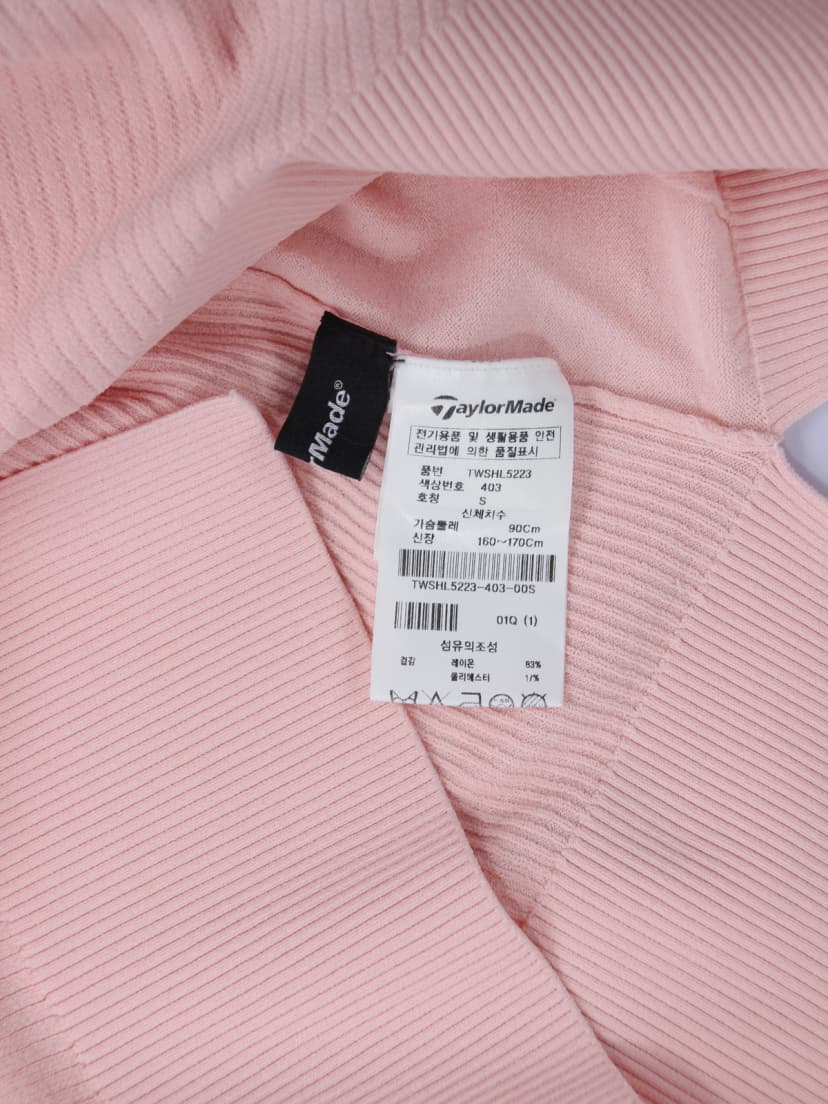 rMade®
TaylorMade
전기용품 및 생활용품 안전
관리법에 의한 품질표시
품번 TWSHL5223
색상번호 403
호칭 S
신체치수
가슴둘레 90Cm
신장 160~170Cm
TWSHL5223-403-00S
01Q (1)
섬유의조성
겉감 레이온 83%
폴리에스터 17%